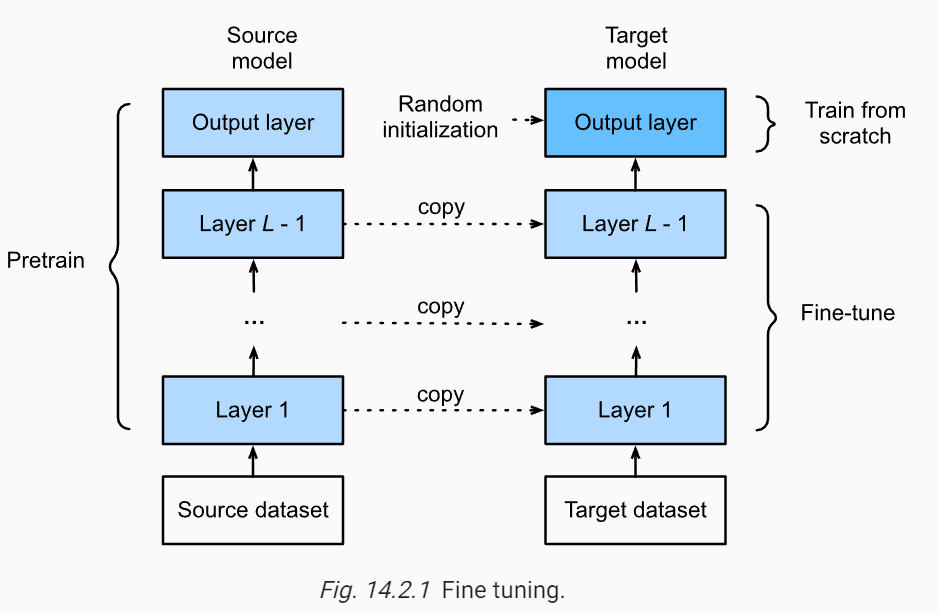 Source
model
Target
model
Output layer
Random
initialization
Output layer
Train from
scratch
Layer L - 1
copy
Layer L - 1
Pretrain
...
copy
...
Fine-tune
Layer 1
copy
Layer 1
Source dataset
Target dataset
Fig. 14.2.1 Fine tuning.